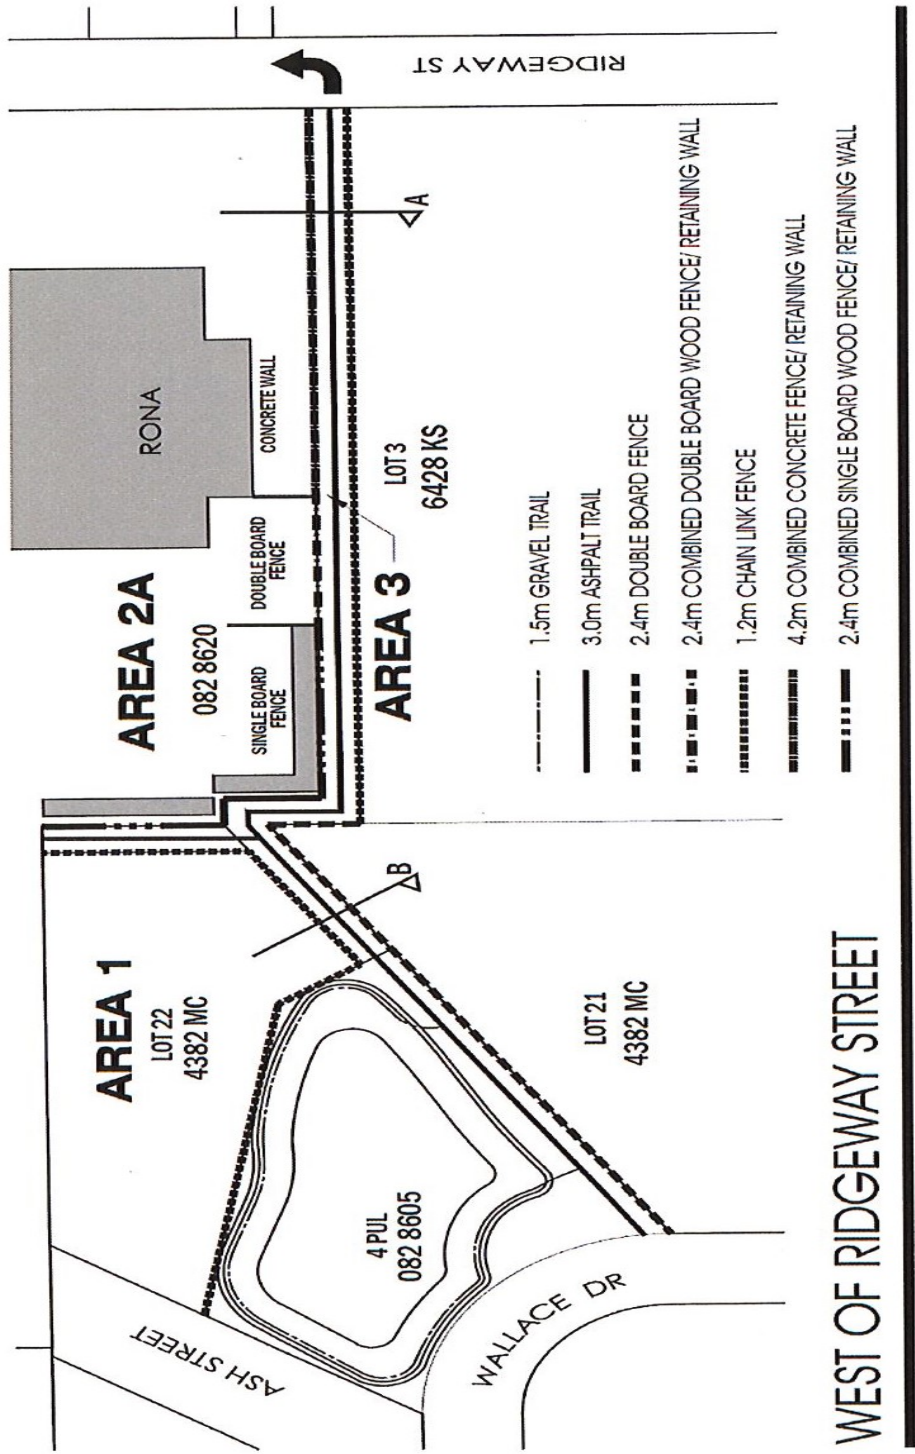 RIDGEWAY ST
A
RONA
CONCRETE WALL
LOT 3
6428 KS
AREA 2A
082 8620
DOUBLE BOARD
FENCE
SINGLE BOARD
FENCE
AREA 3
B
AREA 1
LOT 22
4382 MC
LOT 21
4382 MC
4 PUL
082 8605
ASH STREET
WALLACE DR
1.5m GRAVEL TRAIL
3.0m ASHPALT TRAIL
2.4m DOUBLE BOARD FENCE
2.4m COMBINED DOUBLE BOARD WOOD FENCE/ RETAINING WALL
1.2m CHAIN LINK FENCE
4.2m COMBINED CONCRETE FENCE/ RETAINING WALL
2.4m COMBINED SINGLE BOARD WOOD FENCE/ RETAINING WALL
WEST OF RIDGEWAY STREET